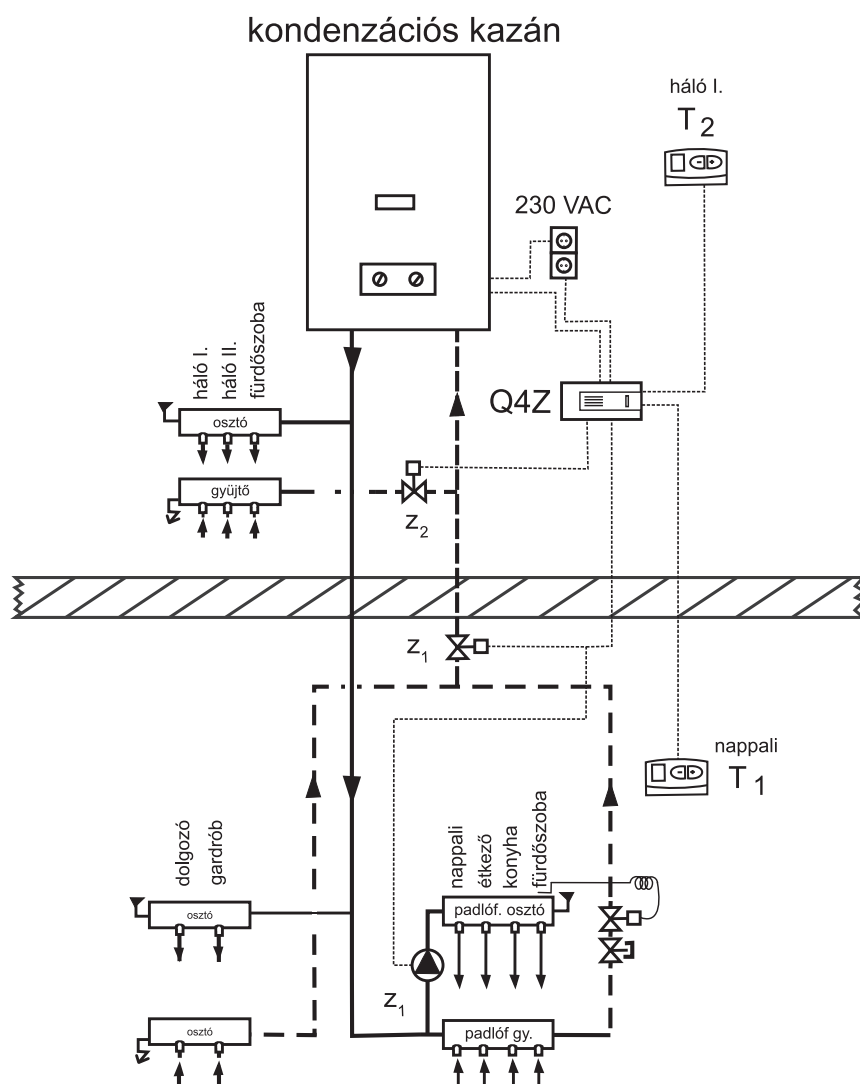 kondenzációs kazán
háló I.
T2
230 VAC
háló I.
háló II.
fürdőszoba
Q4Z
osztó
gyüjtő
z2
z1
nappali
T1
dolgozó
gardrób
nappali
étkező
konyha
fürdőszoba
osztó
padlóf. osztó
z1
osztó
padlóf gy.